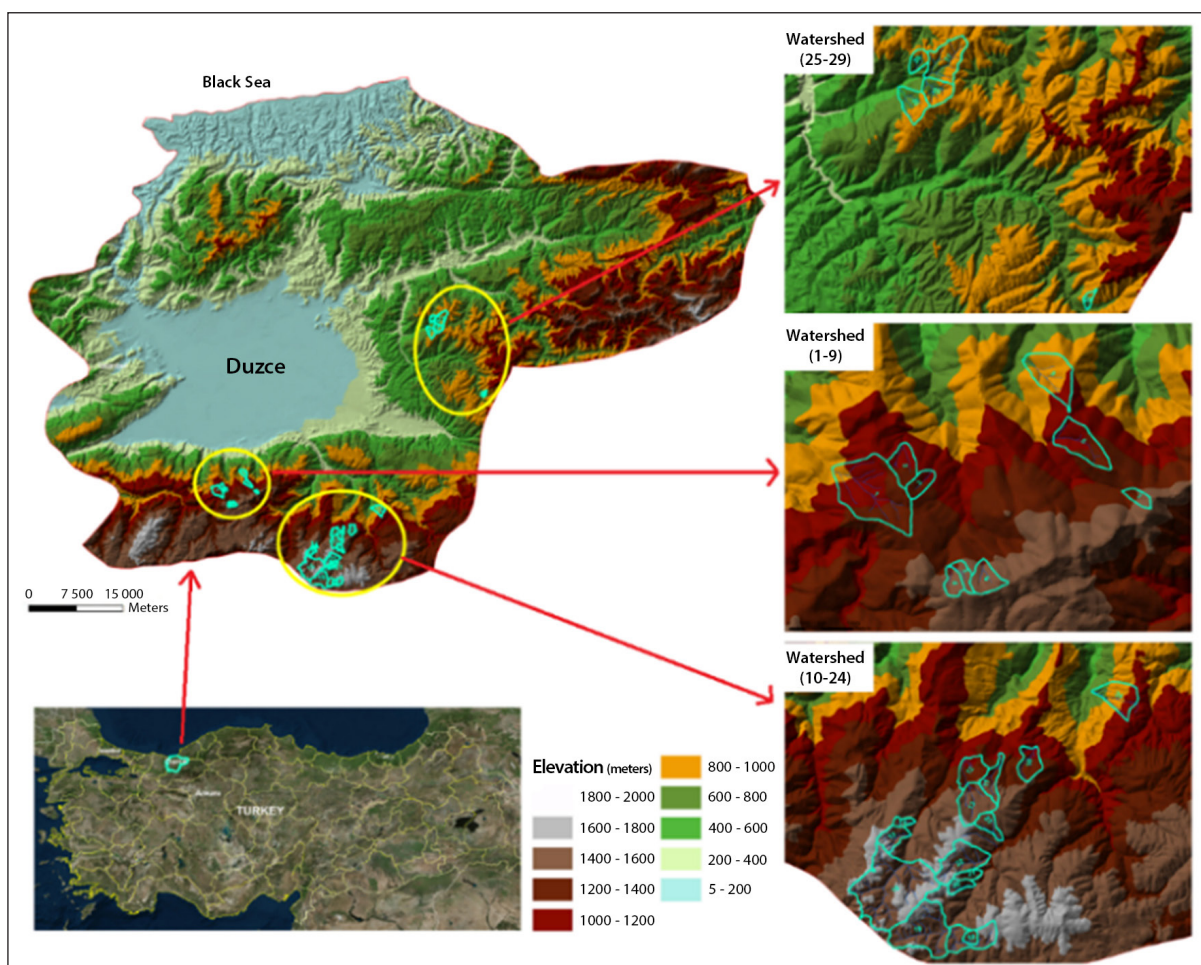 Black Sea
Duzce
0 7 500 15 000
Meters
Watershed
(25-29)
Watershed
(1-9)
Watershed
(10-24)
TURKEY
Elevation (meters)
1800 - 2000
1600 - 1800
1400 - 1600
1200 - 1400
1000 - 1200
800 - 1000
600 - 800
400 - 600
200 - 400
5 - 200